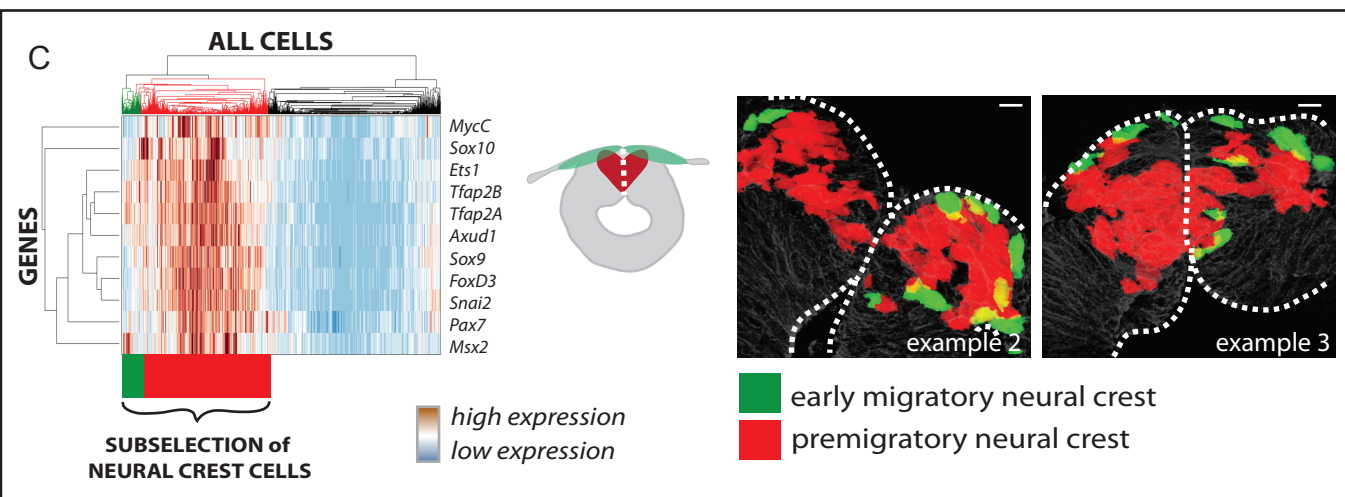 C
ALL CELLS
GENES
MycC
Sox10
Ets1
Tfap2B
Tfap2A
Axud1
Sox9
FoxD3
Snai2
Pax7
Msx2
SUBSELECTION of
NEURAL CREST CELLS
high expression
low expression
example 2
example 3
early migratory neural crest
premigratory neural crest